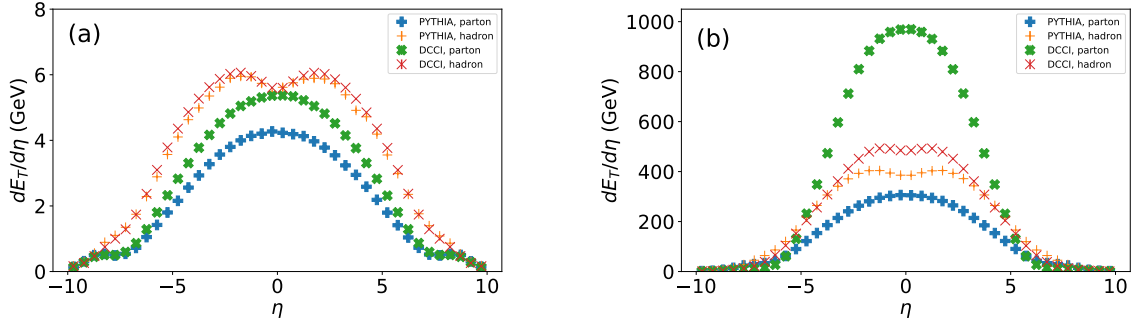 (a)
dE_T/dη (GeV)
8
6
4
2
0
−10
−5
0
5
10
η
PYTHIA, parton
PYTHIA, hadron
DCCI, parton
DCCI, hadron
(b)
dE_T/dη (GeV)
1000
800
600
400
200
0
−10
−5
0
5
10
η
PYTHIA, parton
PYTHIA, hadron
DCCI, parton
DCCI, hadron